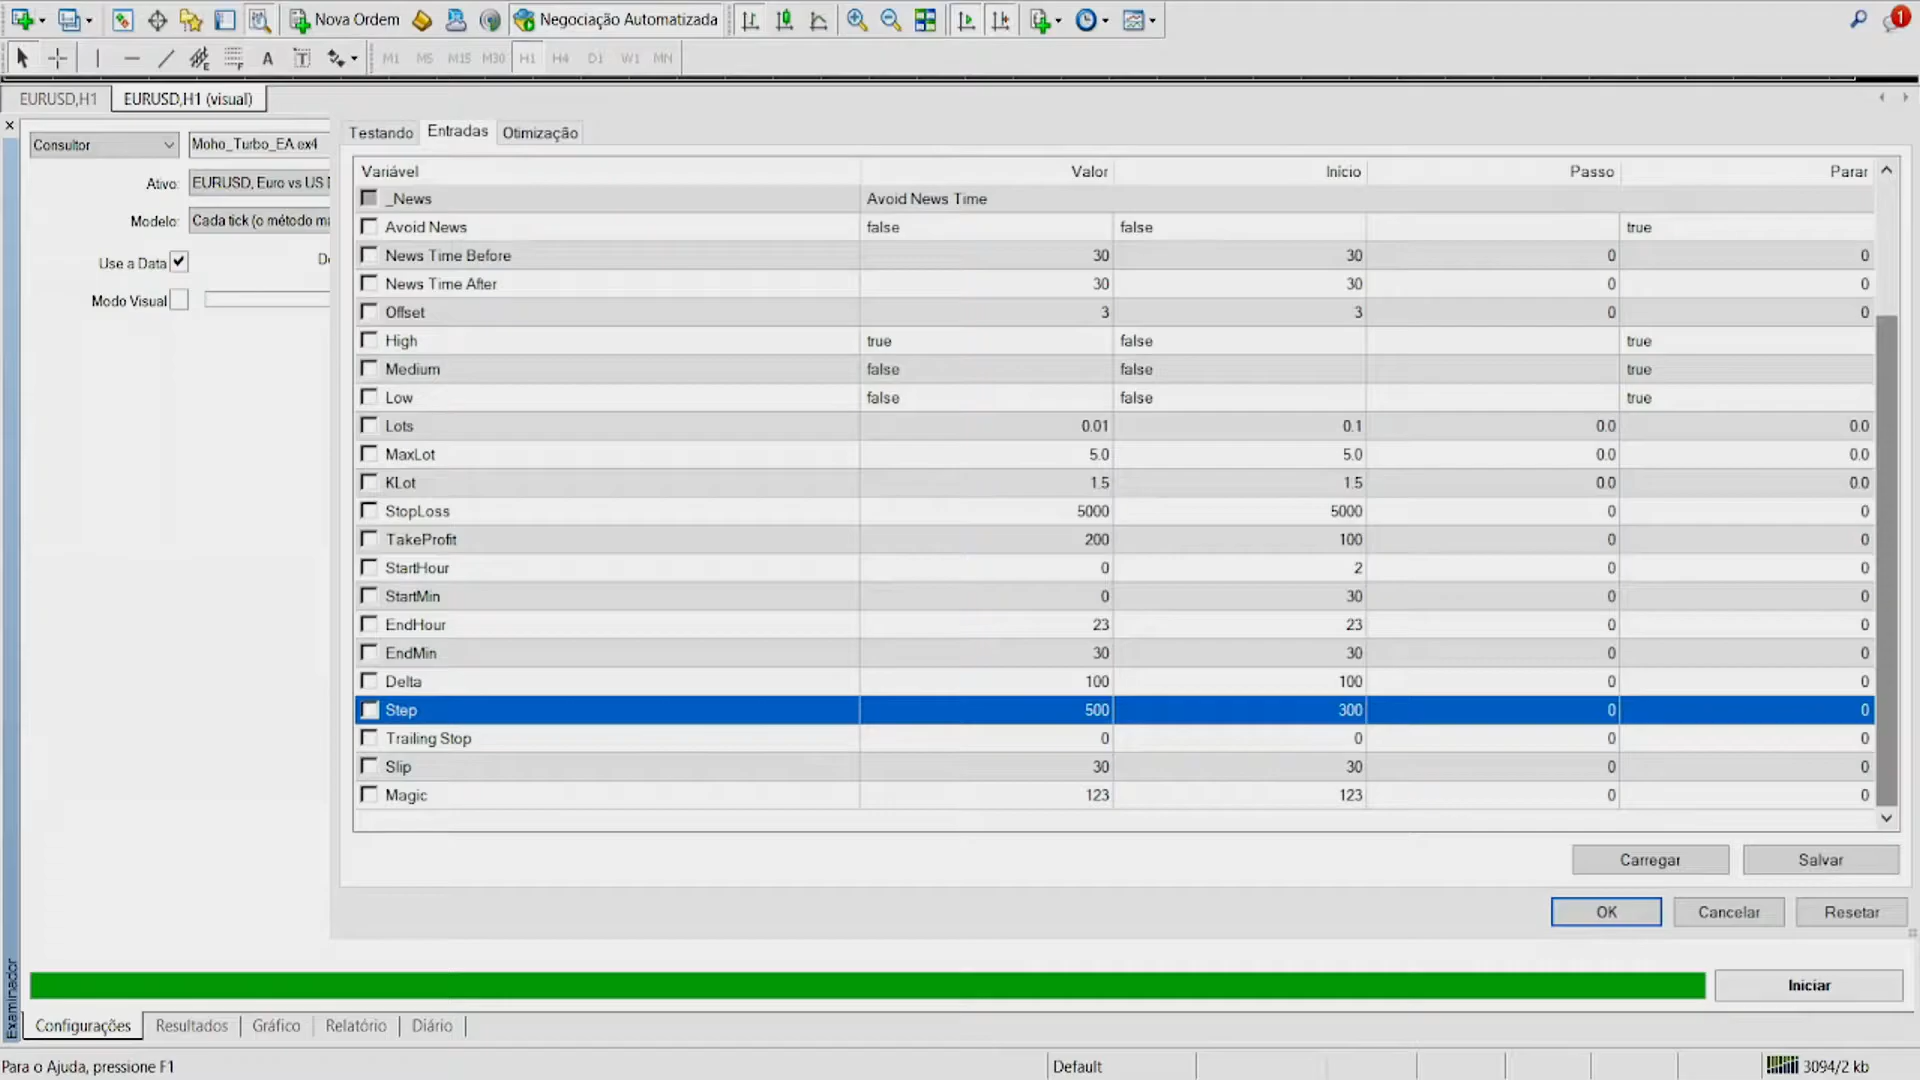 Nova Ordem
Negociação Automatizada
1
A
T
M1 M5 M15 M30 H1 H4 D1 W1 MN
EURUSD,H1
EURUSD,H1 (visual)
Consultor
Moho_Turbo_EA.ex4
Ativo:
EURUSD, Euro vs US
Modelo:
Cada tick (o método
Use a Data
Modo Visual
Testando
Entradas
Otimização
Variável Valor Início Passo Parar
_News Avoid News Time
Avoid News false false true
News Time Before 30 30 0 0
News Time After 30 30 0 0
Offset 3 3 0 0
High true false true
Medium false false true
Low false false true
Lots 0.01 0.1 0.0 0.0
MaxLot 5.0 5.0 0.0 0.0
KLot 1.5 1.5 0.0 0.0
StopLoss 5000 5000 0 0
TakeProfit 200 100 0 0
StartHour 0 2 0 0
StartMin 0 30 0 0
EndHour 23 23 0 0
EndMin 30 30 0 0
Delta 100 100 0 0
Step 500 300 0 0
Trailing Stop 0 0 0 0
Slip 30 30 0 0
Magic 123 123 0 0
Carregar
Salvar
OK
Cancelar
Resetar
Iniciar
Examinador
Configurações
Resultados
Gráfico
Relatório
Diário
Para o Ajuda, pressione F1
Default
3094/2 kb